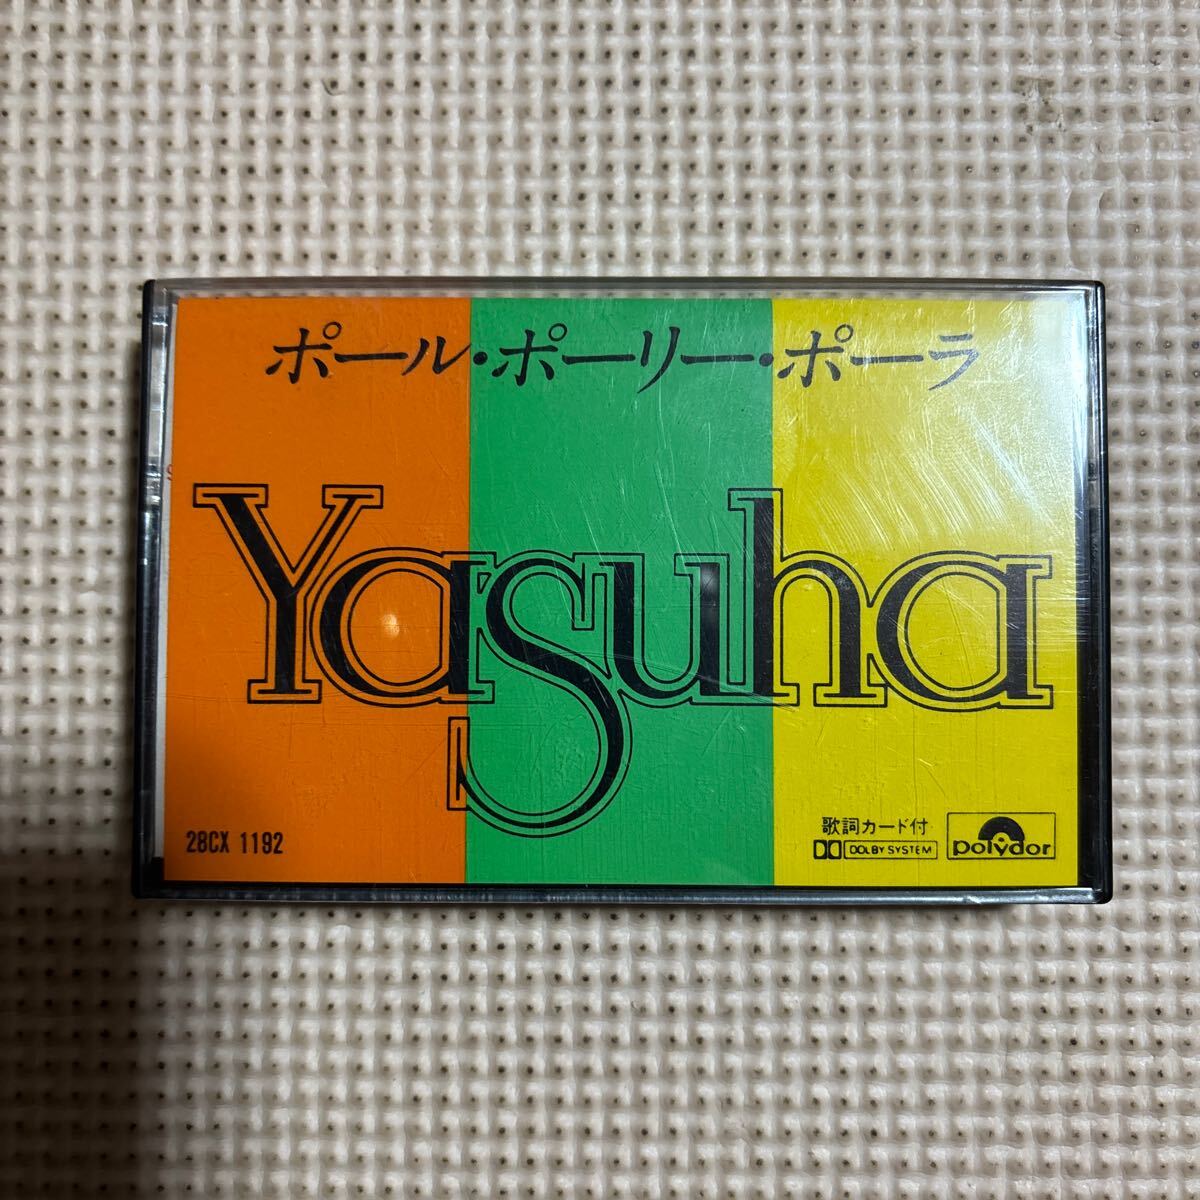 ポール・ポーリー・ポーラ
Yasuha
28CX 1192
歌詞カード付
DOLBY SYSTEM
polydor